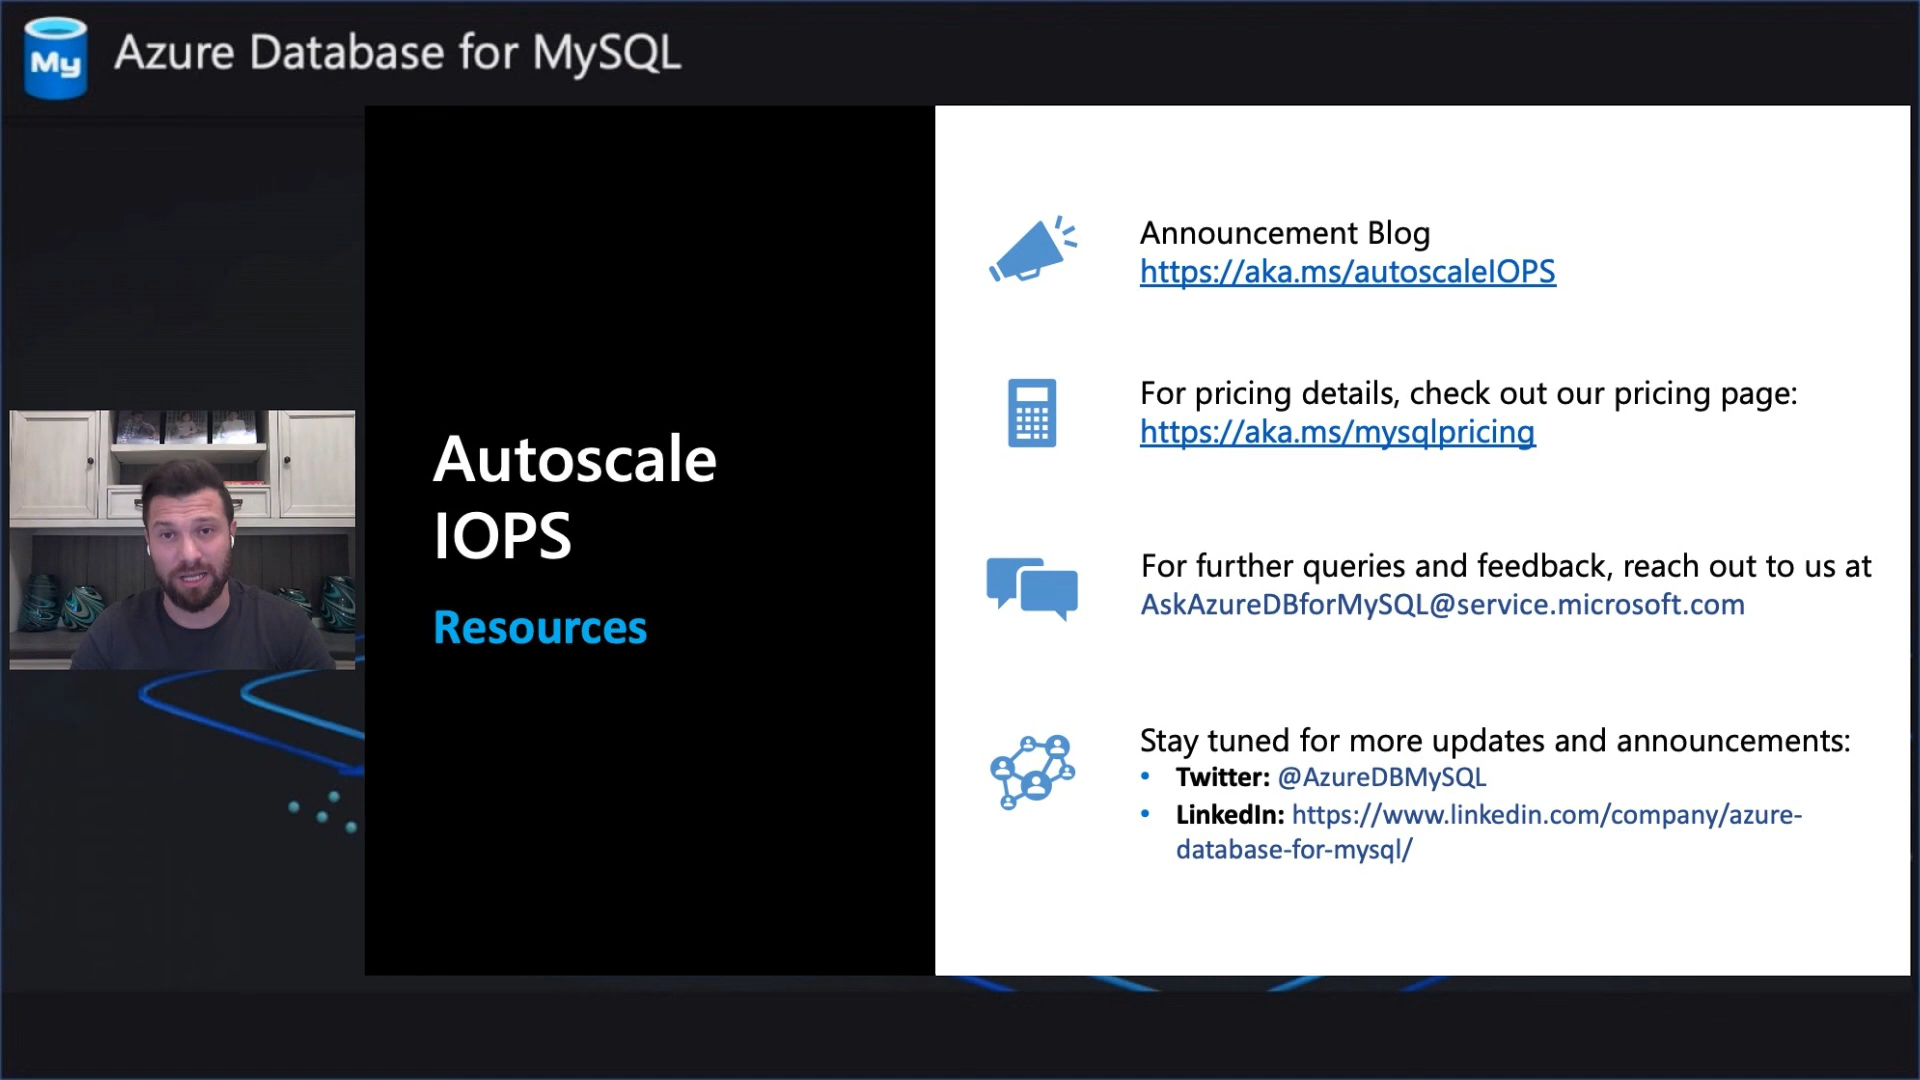 My
Azure Database for MySQL
Autoscale
IOPS
Resources
Announcement Blog
https://aka.ms/autoscaleIOPS
For pricing details, check out our pricing page:
https://aka.ms/mysqlpricing
For further queries and feedback, reach out to us at
AskAzureDBforMySQL@service.microsoft.com
Stay tuned for more updates and announcements:
• Twitter: @AzureDBMySQL
• LinkedIn: https://www.linkedin.com/company/azure-
database-for-mysql/